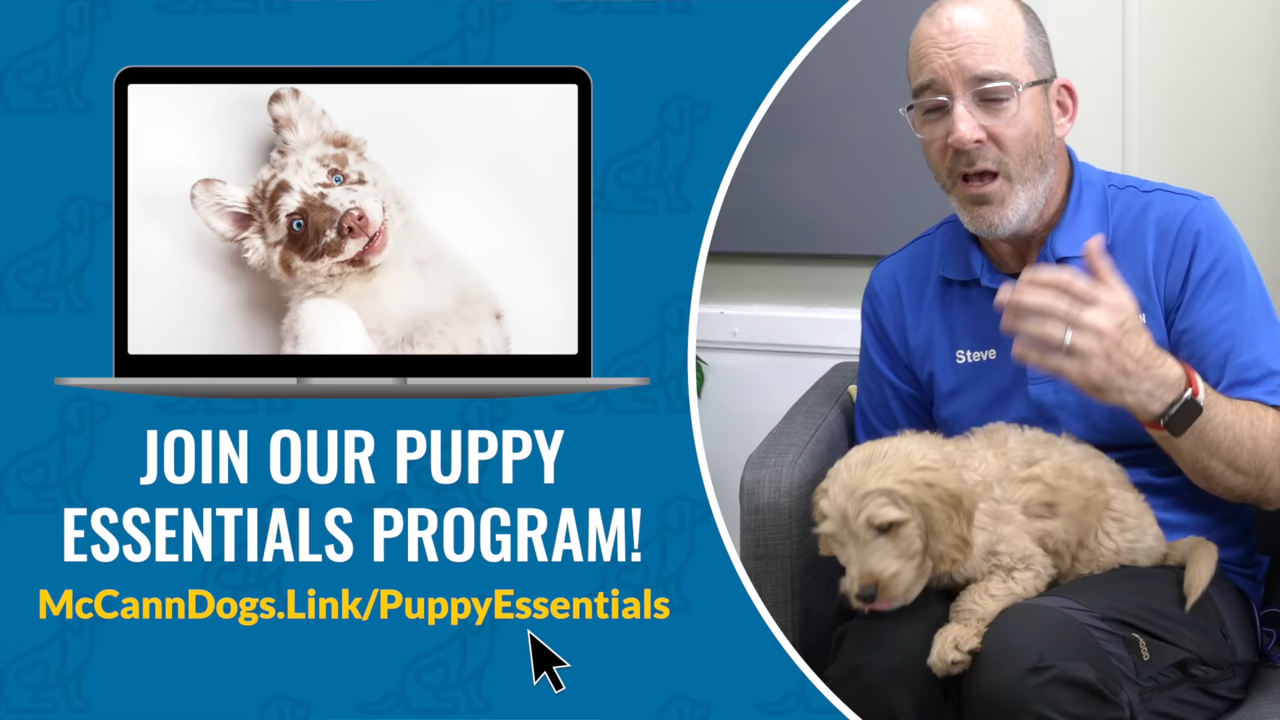 JOIN OUR PUPPY
ESSENTIALS PROGRAM!
McCannDogs.Link/PuppyEssentials
Steve